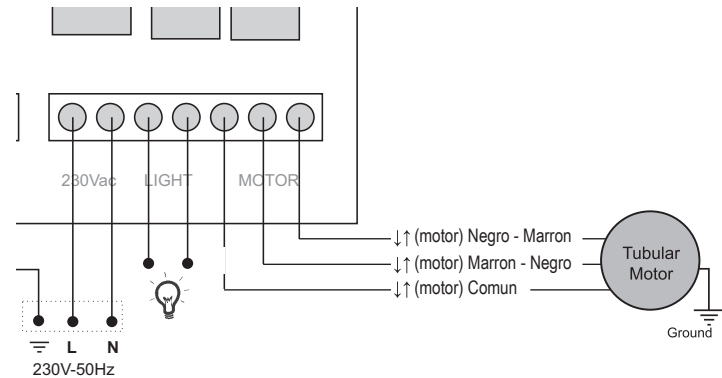 230Vac LIGHT MOTOR
↓↑ (motor) Negro - Marron
↓↑ (motor) Marron - Negro
↓↑ (motor) Comun
Tubular
Motor
Ground
L N
230V-50Hz